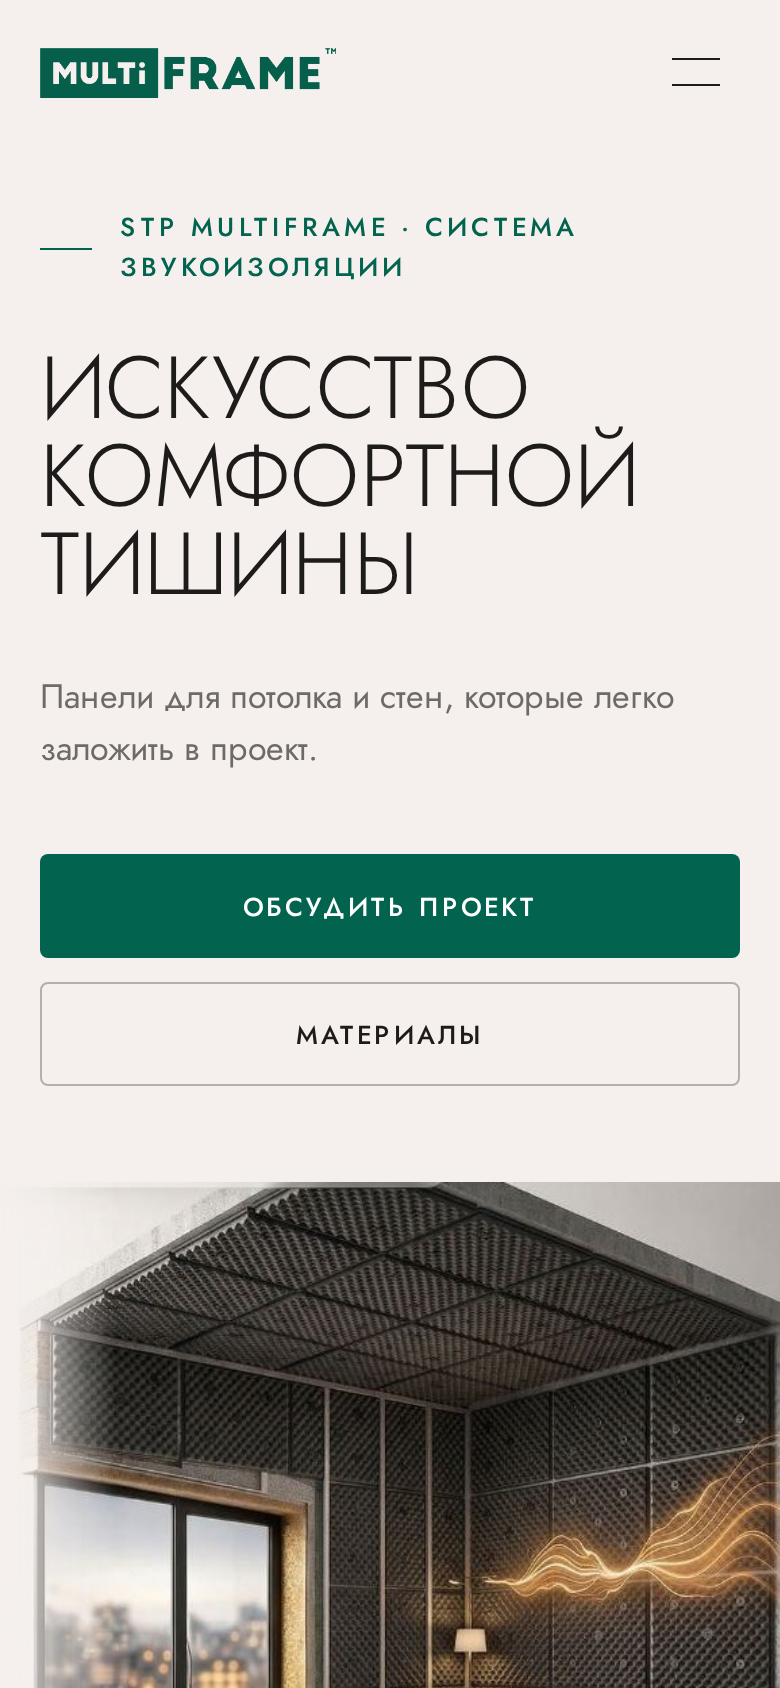 MULTi FRAME™
STP MULTIFRAME · СИСТЕМА
ЗВУКОИЗОЛЯЦИИ
ИСКУССТВО
КОМФОРТНОЙ
ТИШИНЫ
Панели для потолка и стен, которые легко
заложить в проект.
ОБСУДИТЬ ПРОЕКТ
МАТЕРИАЛЫ